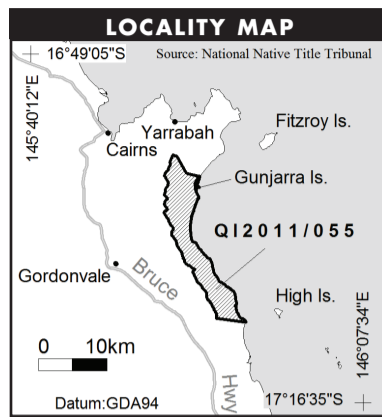 LOCALITY MAP
16°49'05"S
Source: National Native Title Tribunal
145°40'12"E
Yarrabah
Fitzroy Is.
Cairns
Gunjarra Is.
QI2011/055
Gordonvale
Bruce
High Is.
0 10km
146°07'34"E
Hwy
17°16'35"S
Datum:GDA94